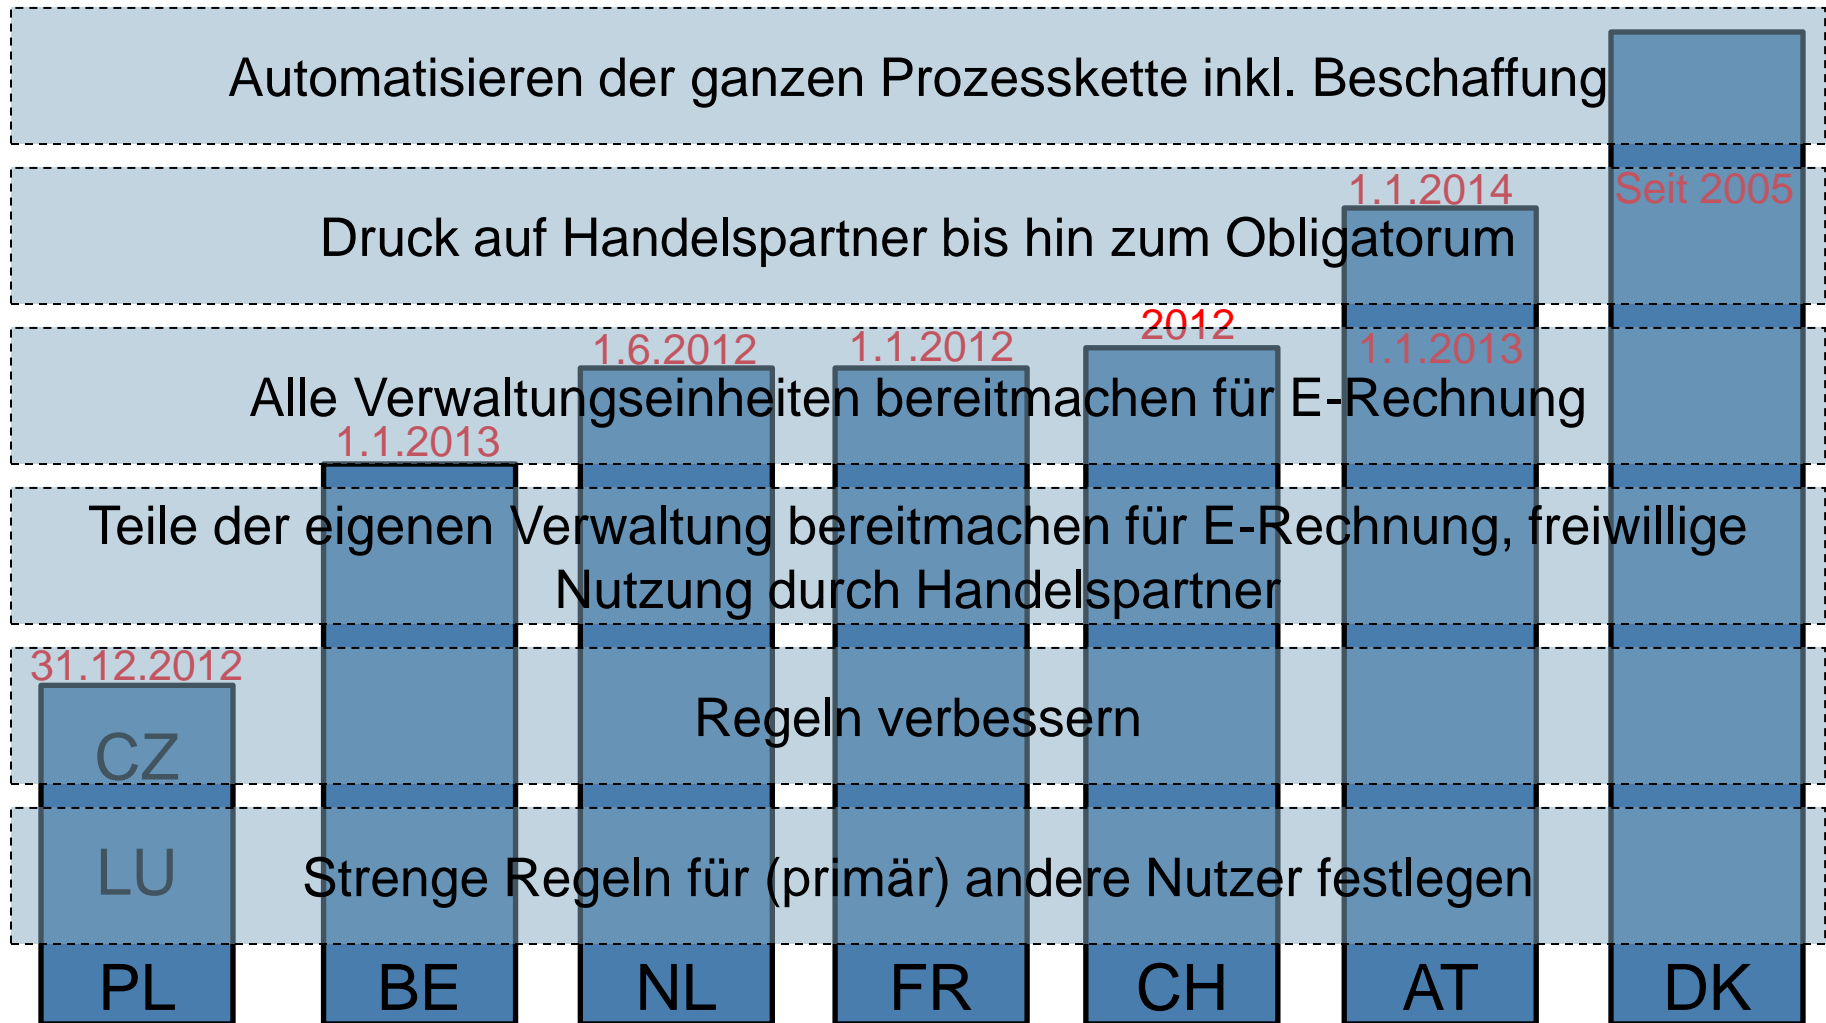 Automatisieren der ganzen Prozesskette inkl. Beschaffung
1.1.2014
Seit 2005
Druck auf Handelspartner bis hin zum Obligatorum
2012
1.6.2012
1.1.2012
1.1.2013
Alle Verwaltungseinheiten bereitmachen für E-Rechnung
1.1.2013
Teile der eigenen Verwaltung bereitmachen für E-Rechnung, freiwillige
Nutzung durch Handelspartner
31.12.2012
Regeln verbessern
CZ
LU
Strenge Regeln für (primär) andere Nutzer festlegen
PL
BE
NL
FR
CH
AT
DK